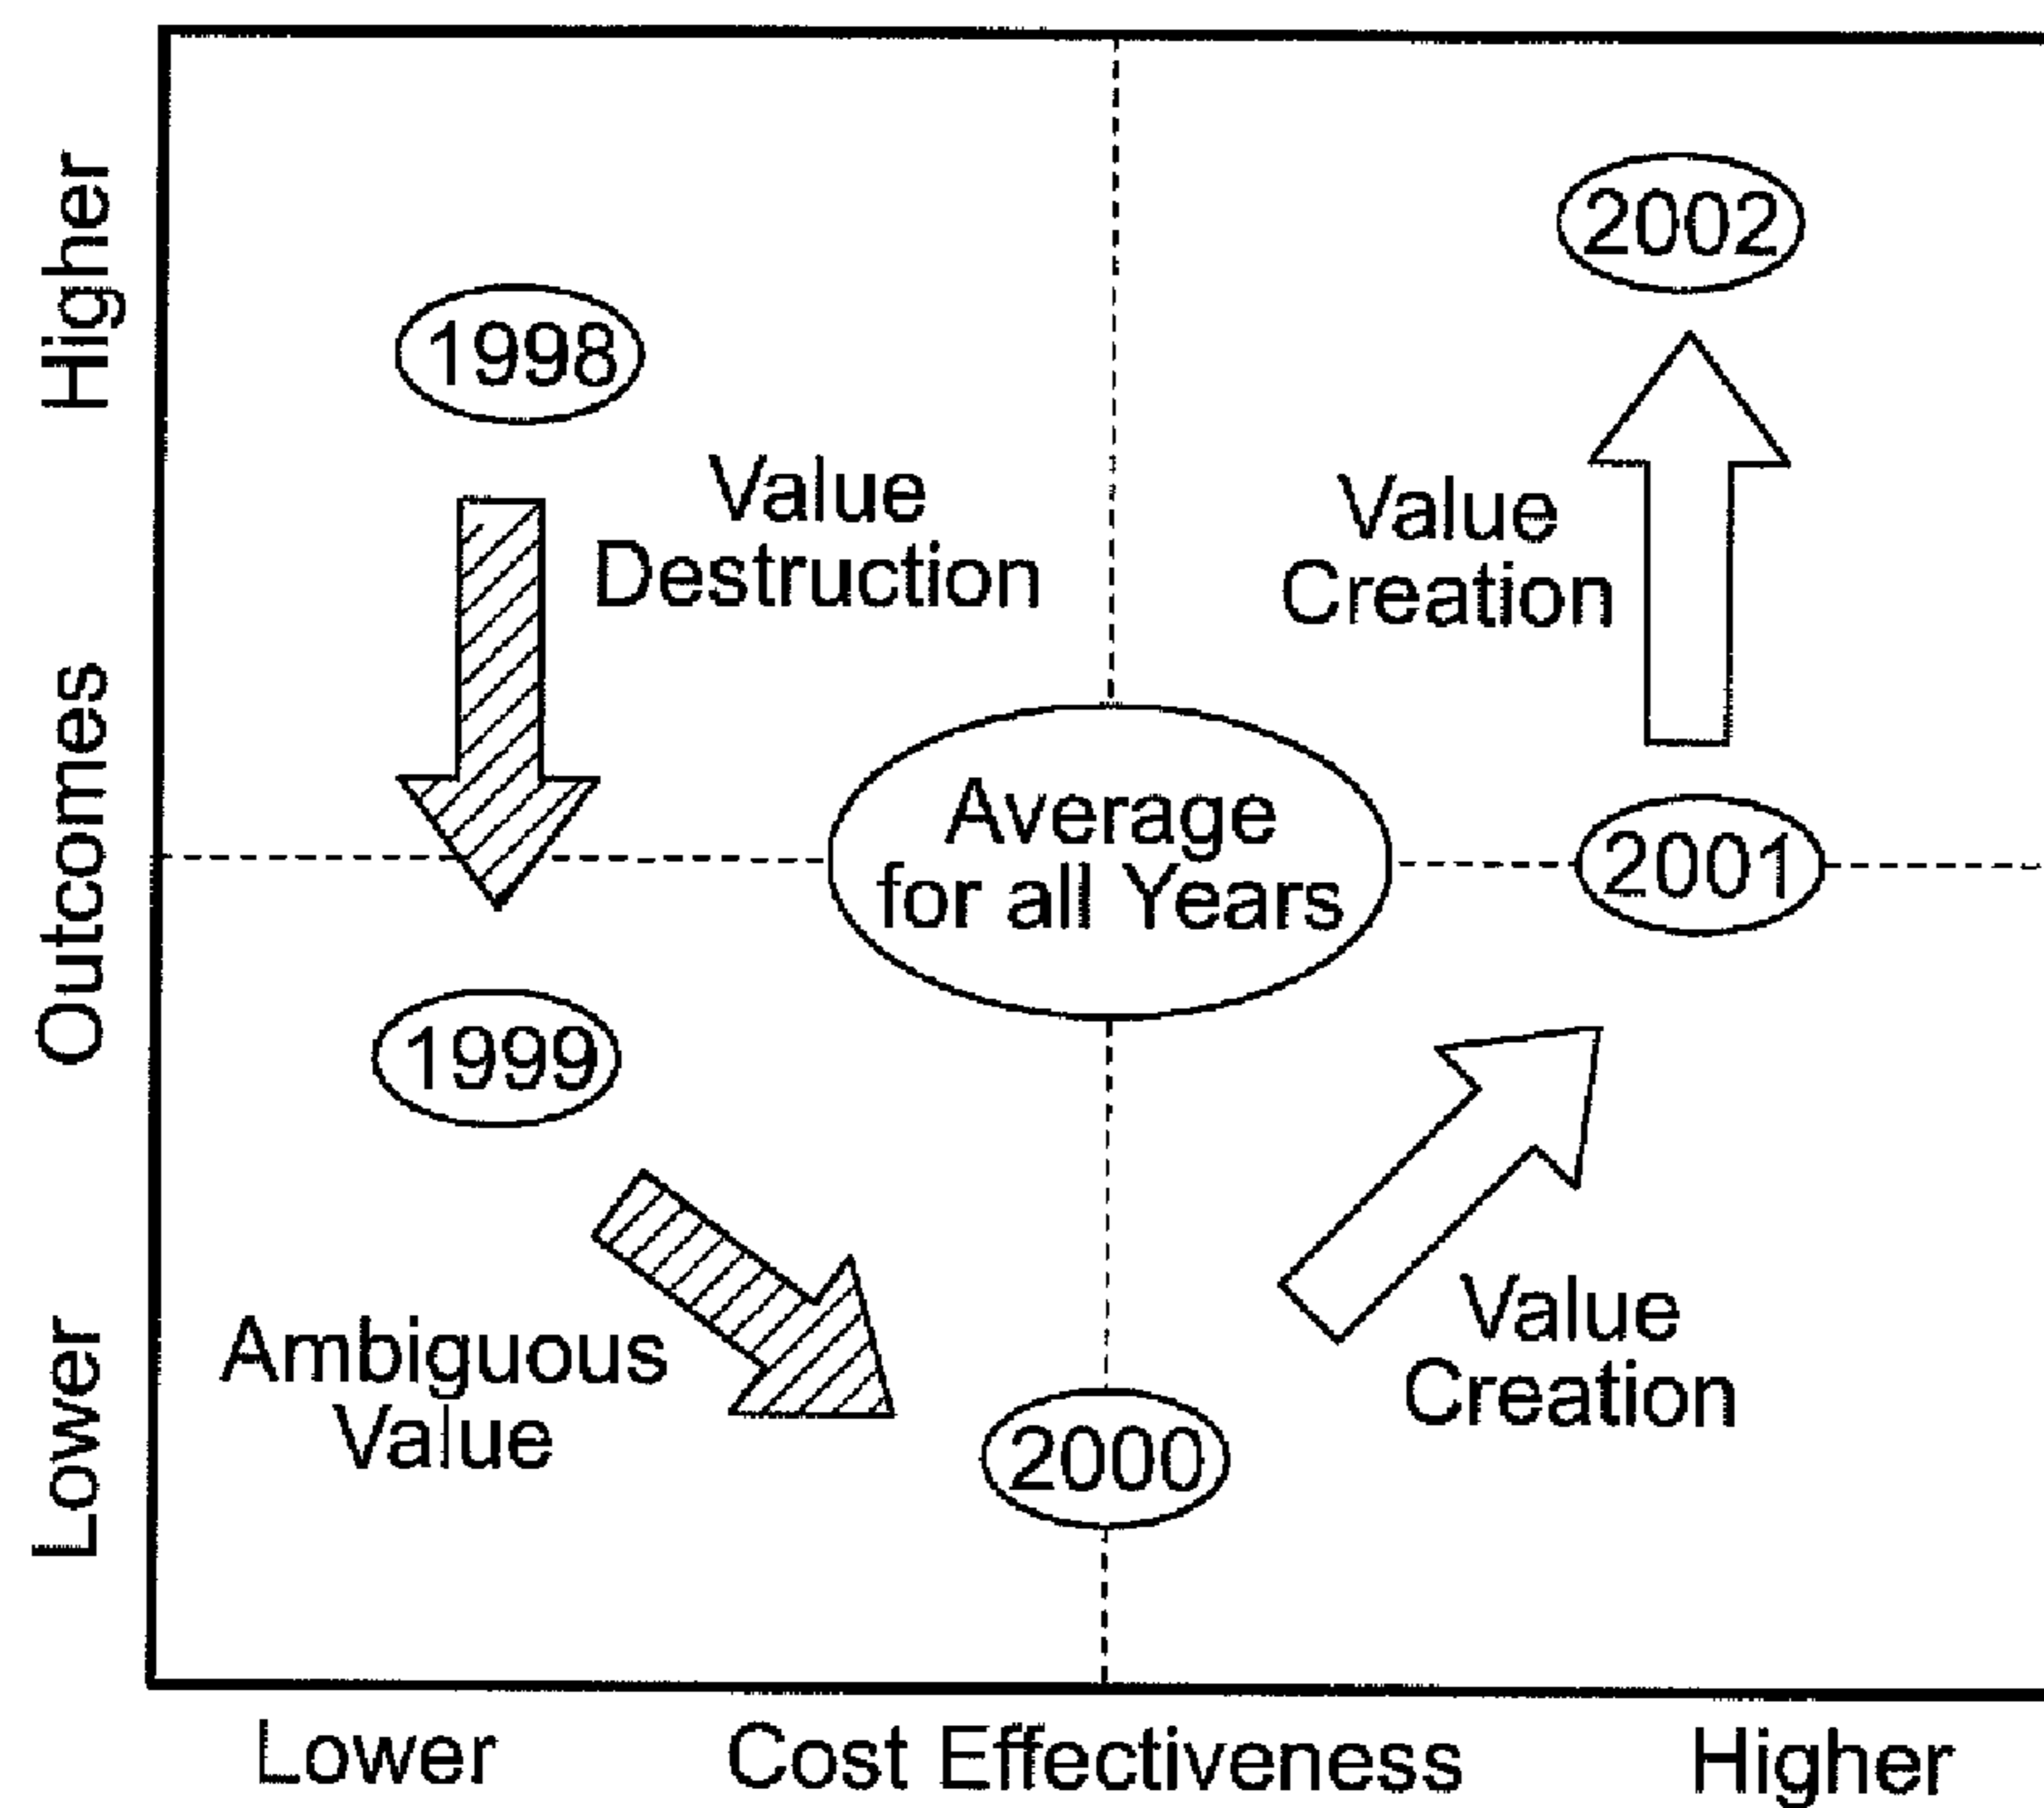 Higher
Outcomes
Lower
2002
1998
Value
Destruction
Value
Creation
Average
for all Years
2001
1999
Ambiguous
Value
2000
Value
Creation
Lower
Cost Effectiveness
Higher